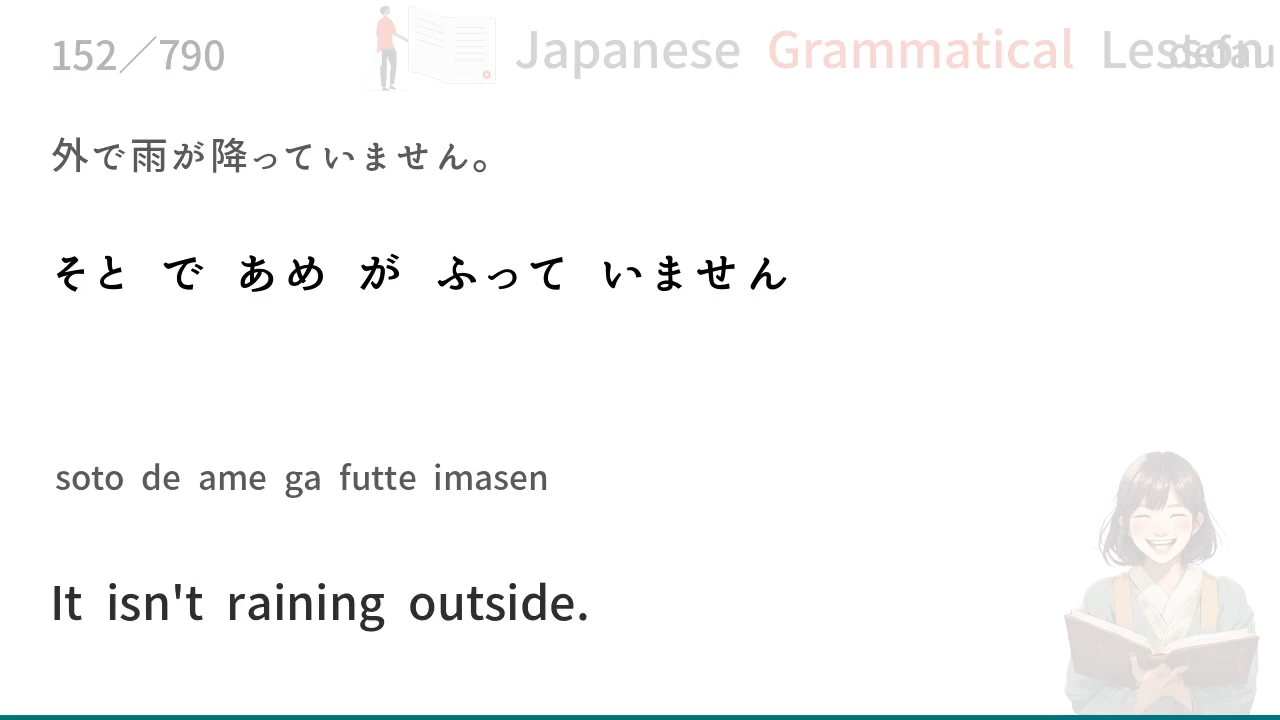 152／790
Japanese Grammatical Lesson
外で雨が降っていません。
そと で あめ が ふって いません
soto de ame ga futte imasen
It isn't raining outside.